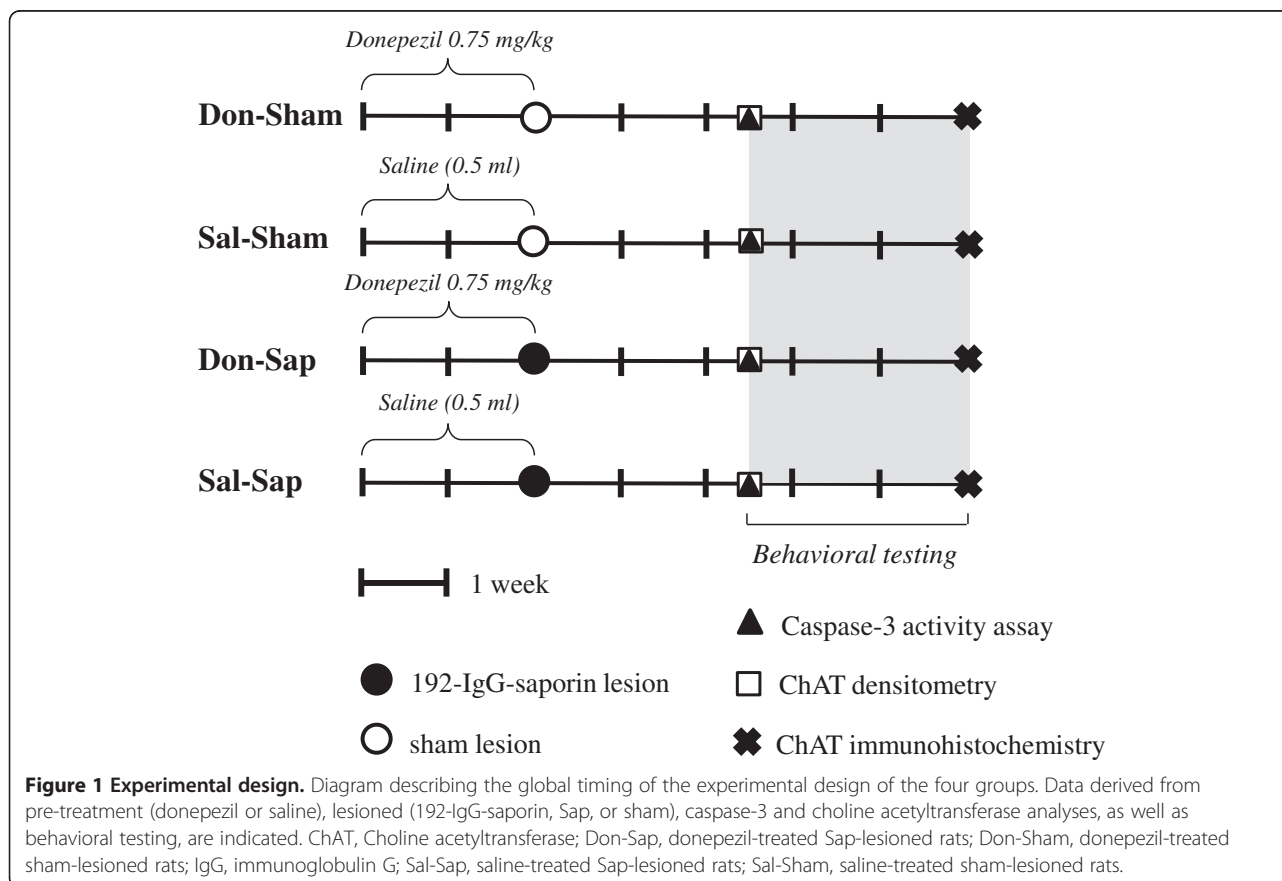 Donepezil 0.75 mg/kg
Don-Sham
Saline (0.5 ml)
Sal-Sham
Donepezil 0.75 mg/kg
Don-Sap
Saline (0.5 ml)
Sal-Sap
Behavioral testing
1 week
Caspase-3 activity assay
192-IgG-saporin lesion
ChAT densitometry
sham lesion
ChAT immunohistochemistry
Figure 1 Experimental design. Diagram describing the global timing of the experimental design of the four groups. Data derived from
pre-treatment (donepezil or saline), lesioned (192-IgG-saporin, Sap, or sham), caspase-3 and choline acetyltransferase analyses, as well as
behavioral testing, are indicated. ChAT, Choline acetyltransferase; Don-Sap, donepezil-treated Sap-lesioned rats; Don-Sham, donepezil-treated
sham-lesioned rats; IgG, immunoglobulin G; Sal-Sap, saline-treated Sap-lesioned rats; Sal-Sham, saline-treated sham-lesioned rats.